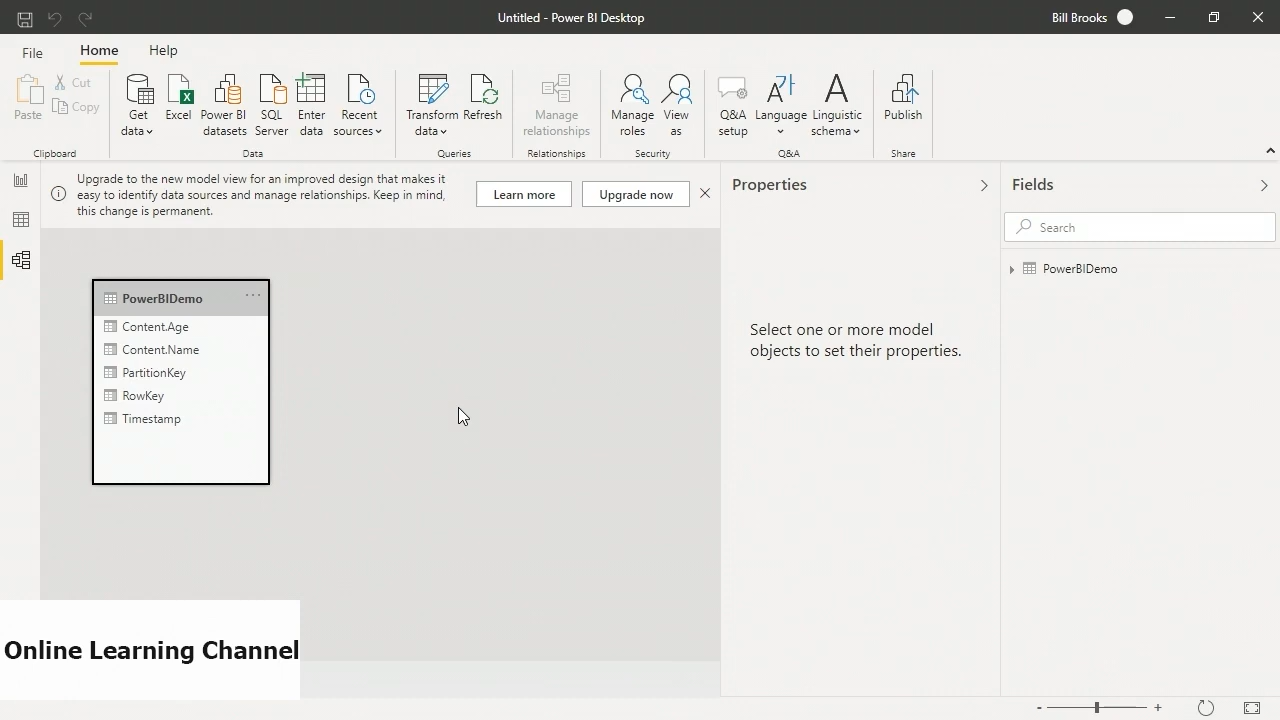 Untitled - Power BI Desktop
Bill Brooks
File
Home
Help
Paste
Cut
Copy
Clipboard
Get data
Excel
Power BI datasets
SQL Server
Enter data
Recent sources
Data
Transform data
Refresh
Queries
Manage relationships
Relationships
Manage roles
View as
Security
Q&A setup
Language
Linguistic schema
Q&A
Publish
Share
Upgrade to the new model view for an improved design that makes it
easy to identify data sources and manage relationships. Keep in mind,
this change is permanent.
Learn more
Upgrade now
PowerBIDemo
Content.Age
Content.Name
PartitionKey
RowKey
Timestamp
Properties
Select one or more model
objects to set their properties.
Fields
Search
PowerBIDemo
Online Learning Channel
- +